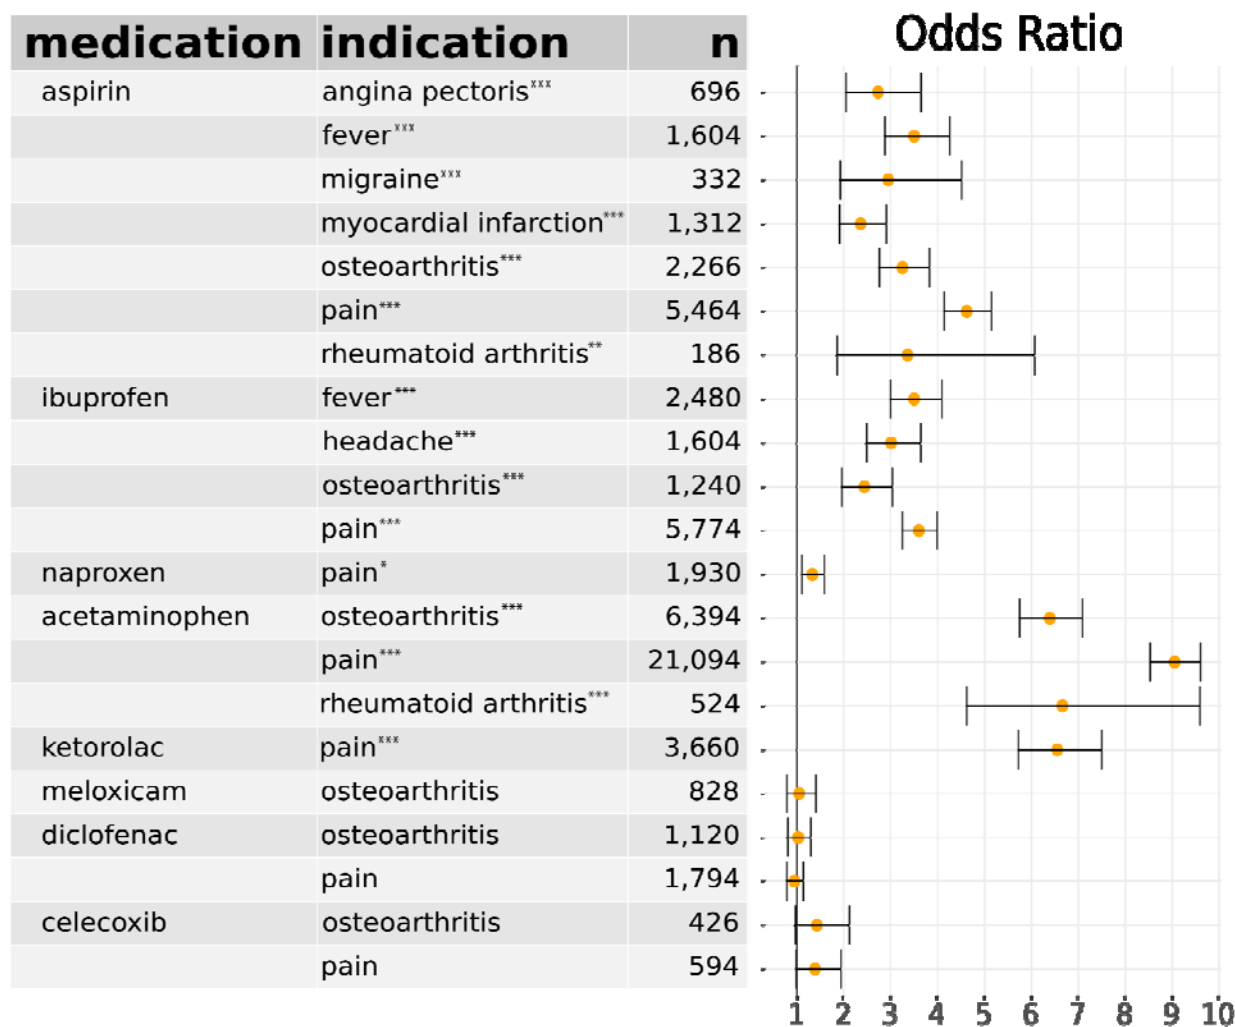 medication indication n Odds Ratio
aspirin angina pectoris*** 696
fever*** 1,604
migraine*** 332
myocardial infarction*** 1,312
osteoarthritis*** 2,266
pain*** 5,464
rheumatoid arthritis** 186
ibuprofen fever*** 2,480
headache*** 1,604
osteoarthritis*** 1,240
pain*** 5,774
naproxen pain* 1,930
acetaminophen osteoarthritis*** 6,394
pain*** 21,094
rheumatoid arthritis*** 524
ketorolac pain*** 3,660
meloxicam osteoarthritis 828
diclofenac osteoarthritis 1,120
pain 1,794
celecoxib osteoarthritis 426
pain 594
1 2 3 4 5 6 7 8 9 10